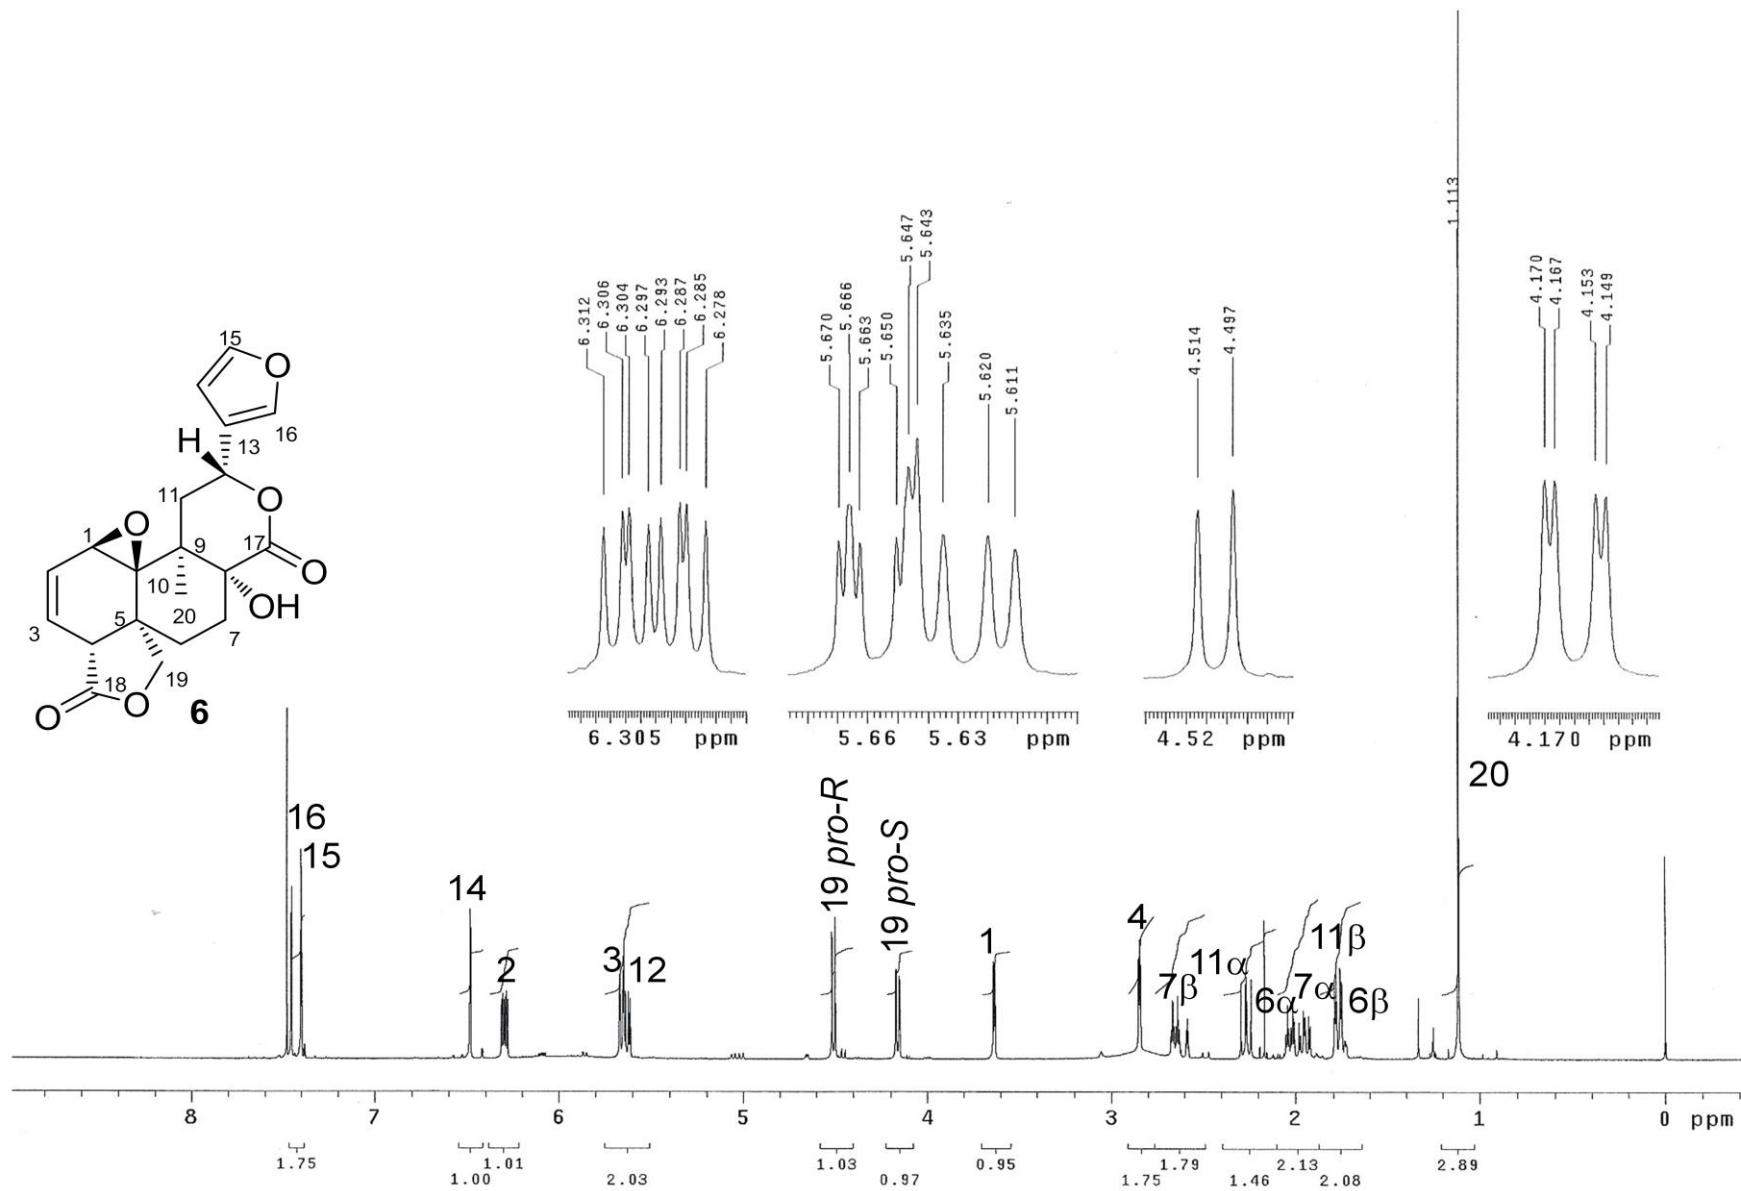 1.113
5.647
5.643
6.312
6.306
6.304
6.297
6.293
6.287
6.285
6.278
5.670
5.666
5.663
5.650
5.635
5.620
5.611
4.514
4.497
4.170
4.167
4.153
4.149
15
O
16
H
13
11
O
1
O
9
17
O
10
20
OH
5
3
7
19
18
O
O
6
6.305 ppm
5.66 5.63 ppm
4.52 ppm
4.170 ppm
20
16
15
14
2
3
12
19 pro-R
19 pro-S
1
4
7β
11α
6α
7α
11β
6β
8 7 6 5 4 3 2 1 0 ppm
1.75 1.01 1.03 0.95 1.79 2.13 2.89
1.00 2.03 0.97 1.75 1.46 2.08